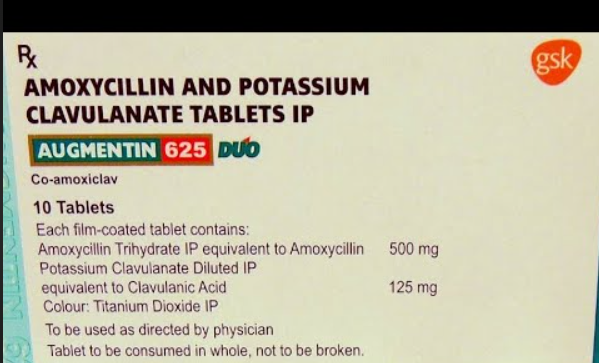 Rx
gsk
AMOXYCILLIN AND POTASSIUM
CLAVULANATE TABLETS IP
AUGMENTIN 625 DUO
Co-amoxiclav
10 Tablets
Each film-coated tablet contains:
Amoxycillin Trihydrate IP equivalent to Amoxycillin 500 mg
Potassium Clavulanate Diluted IP
equivalent to Clavulanic Acid 125 mg
Colour: Titanium Dioxide IP
To be used as directed by physician
Tablet to be consumed in whole, not to be broken.